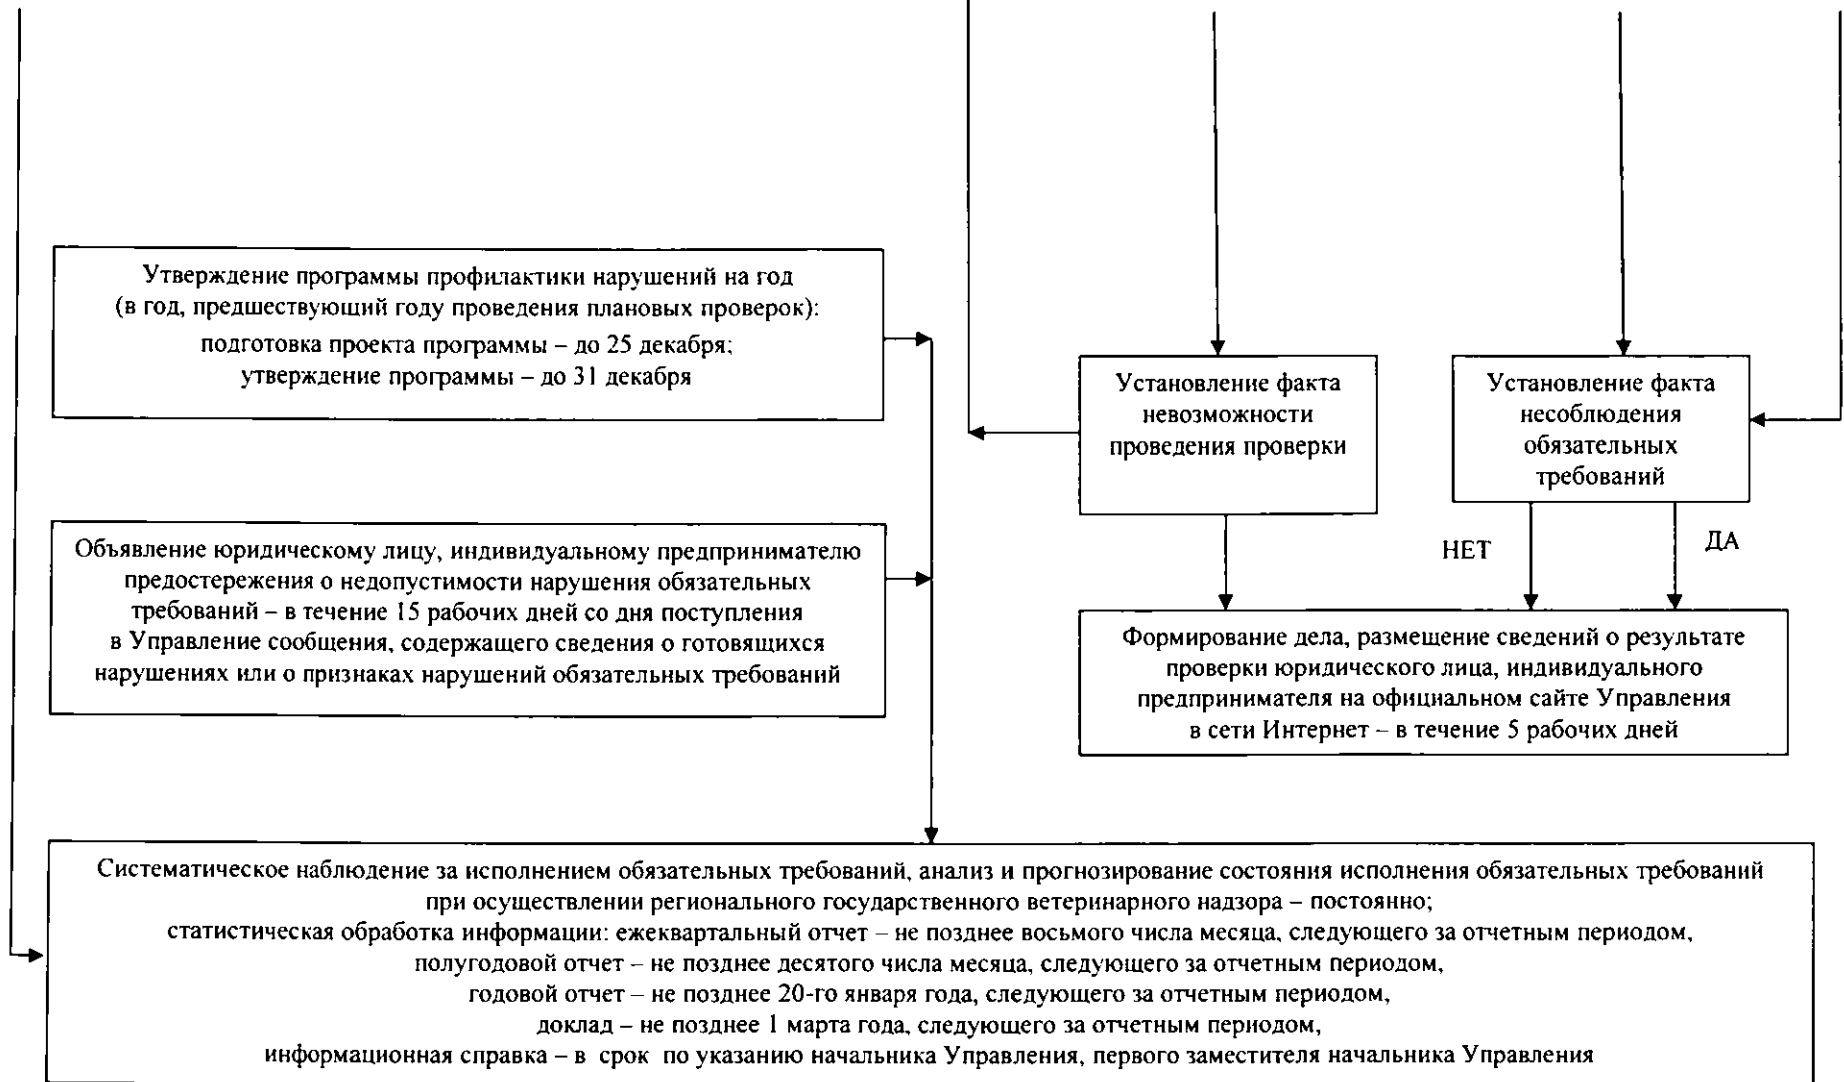 Утверждение программы профилактики нарушений на год
(в год, предшествующий году проведения плановых проверок):
подготовка проекта программы – до 25 декабря;
утверждение программы – до 31 декабря
Установление факта
невозможности
проведения проверки
Установление факта
несоблюдения
обязательных
требований
Объявление юридическому лицу, индивидуальному предпринимателю
предостережения о недопустимости нарушения обязательных
требований – в течение 15 рабочих дней со дня поступления
в Управление сообщения, содержащего сведения о готовящихся
нарушениях или о признаках нарушений обязательных требований
НЕТ
ДА
Формирование дела, размещение сведений о результате
проверки юридического лица, индивидуального
предпринимателя на официальном сайте Управления
в сети Интернет – в течение 5 рабочих дней
Систематическое наблюдение за исполнением обязательных требований, анализ и прогнозирование состояния исполнения обязательных требований
при осуществлении регионального государственного ветеринарного надзора – постоянно;
статистическая обработка информации: ежеквартальный отчет – не позднее восьмого числа месяца, следующего за отчетным периодом,
полугодовой отчет – не позднее десятого числа месяца, следующего за отчетным периодом,
годовой отчет – не позднее 20-го января года, следующего за отчетным периодом,
доклад – не позднее 1 марта года, следующего за отчетным периодом,
информационная справка – в срок по указанию начальника Управления, первого заместителя начальника Управления